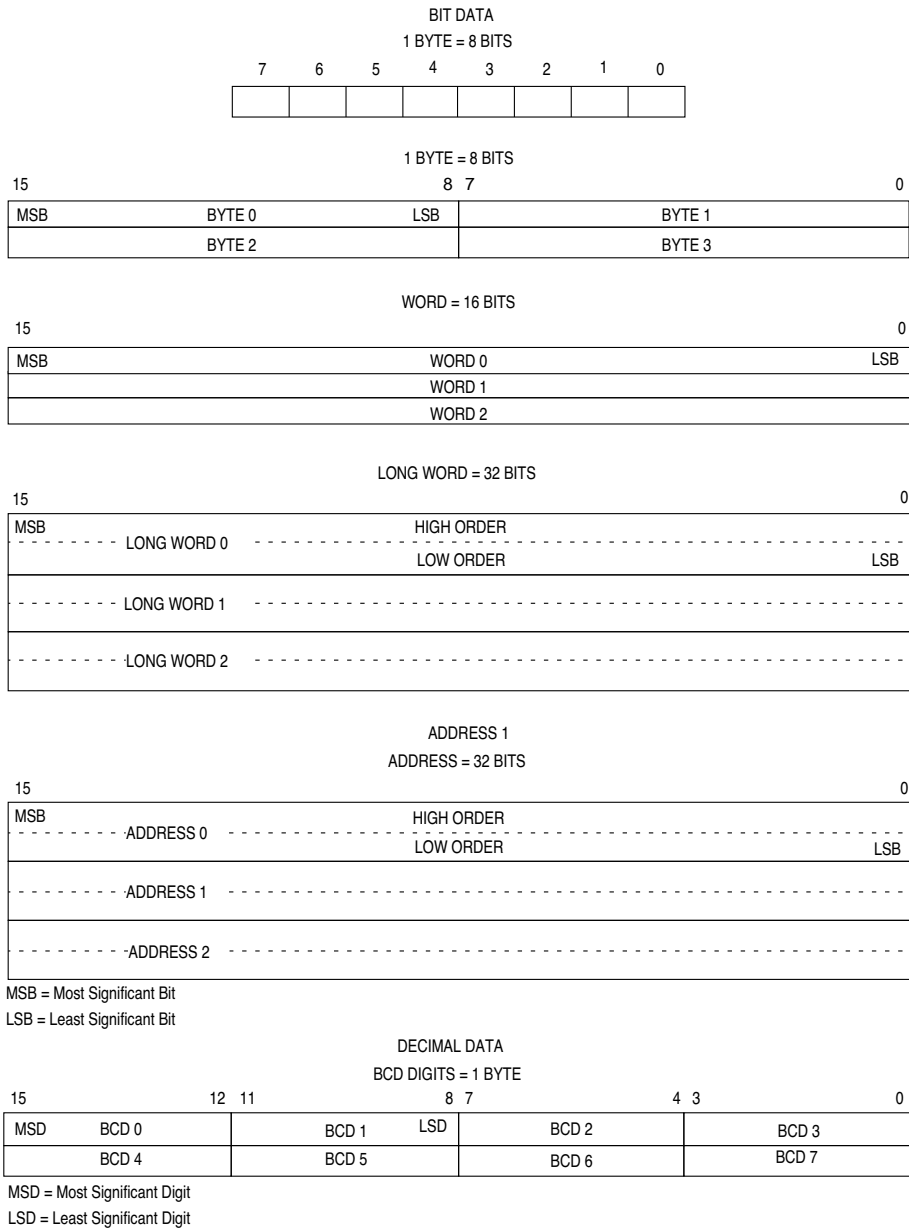 BIT DATA
1 BYTE = 8 BITS
7 6 5 4 3 2 1 0
1 BYTE = 8 BITS
15 8 7 0
MSB BYTE 0 LSB BYTE 1
BYTE 2 BYTE 3
WORD = 16 BITS
15 0
MSB WORD 0 LSB
WORD 1
WORD 2
LONG WORD = 32 BITS
15 0
MSB HIGH ORDER
LONG WORD 0
LOW ORDER LSB
LONG WORD 1
LONG WORD 2
ADDRESS 1
ADDRESS = 32 BITS
15 0
MSB HIGH ORDER
ADDRESS 0
LOW ORDER LSB
ADDRESS 1
ADDRESS 2
MSB = Most Significant Bit
LSB = Least Significant Bit
DECIMAL DATA
BCD DIGITS = 1 BYTE
15 12 11 8 7 4 3 0
MSD BCD 0 BCD 1 LSD BCD 2 BCD 3
BCD 4 BCD 5 BCD 6 BCD 7
MSD = Most Significant Digit
LSD = Least Significant Digit